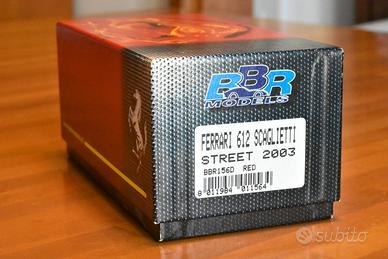 BBR
MODELS
FERRARI 612 SCAGLIETTI
STREET 2003
BBR156D RED
8 011984 011564
subito